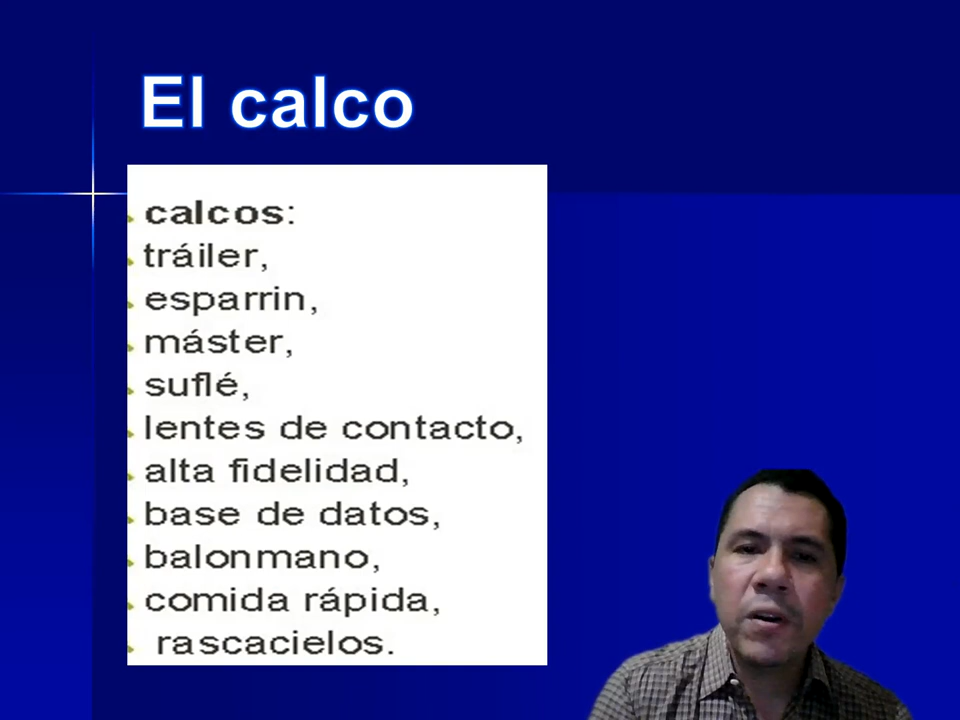 El calco
calcos:
tráiler,
esparrin,
máster,
suflé,
lentes de contacto,
alta fidelidad,
base de datos,
balonmano,
comida rápida,
rascacielos.